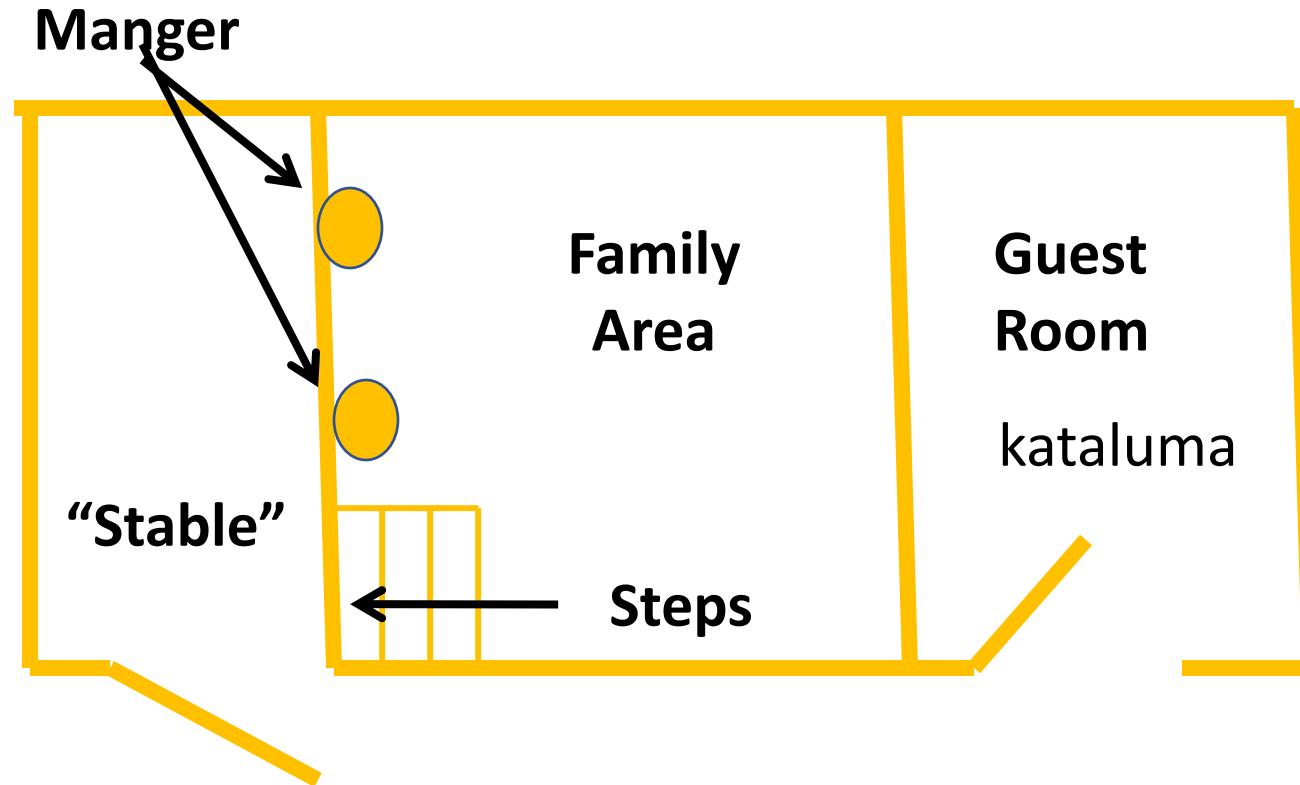 Manger
Family
Area
Guest
Room
kataluma
“Stable”
Steps